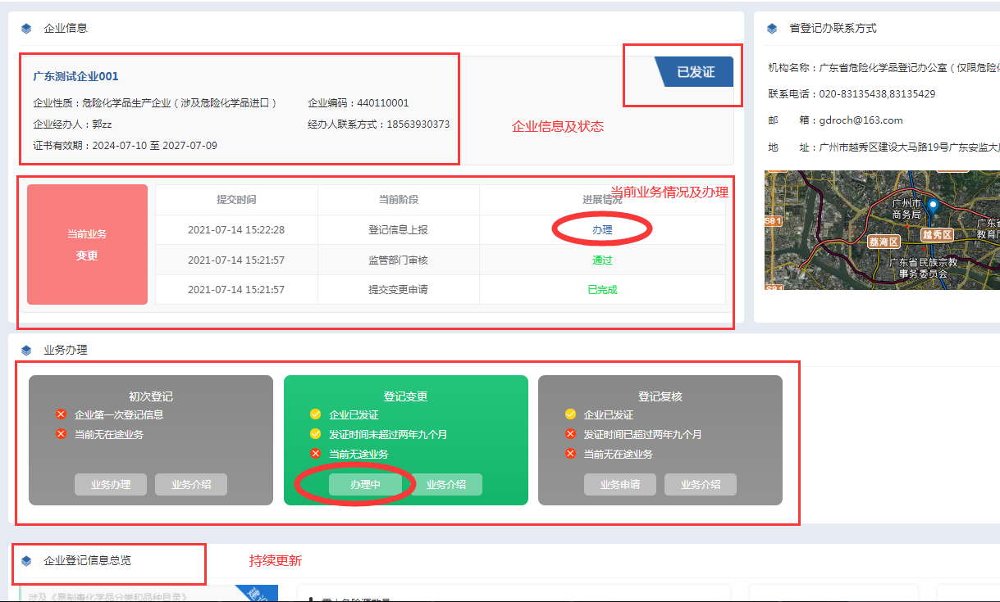 企业信息
广东测试企业001
企业性质：危险化学品生产企业（涉及危险化学品进口）
企业编码：440110001
企业经办人：郭zz
经办人联系方式：18563930373
证书有效期：2024-07-10 至 2027-07-09
已发证
企业信息及状态
当前业务情况及办理
当前业务
变更
提交时间 当前阶段 进展情况
2021-07-14 15:22:28 登记信息上报 办理
2021-07-14 15:21:57 监管部门审核 通过
2021-07-14 15:21:57 提交变更申请 已完成
省登记办联系方式
机构名称：广东省危险化学品登记办公室（仅限危险
联系电话：020-83135438,83135429
邮 箱：gdroch@163.com
地 址：广州市越秀区建设大马路19号广东安监大
广州市
商务局
S81
荔湾区
越秀区
广东省
教育
广东省民族宗教
事务委员会
S81
业务办理
初次登记
企业第一次登记信息
当前无在途业务
业务办理 业务介绍
登记变更
企业已发证
发证时间未超过两年九个月
当前无途业务
办理中 业务介绍
登记复核
企业已发证
发证时间已超过两年九个月
当前无在途业务
业务申请 业务介绍
企业登记信息总览
持续更新
涉及《易制毒化学品分类和品种目录》